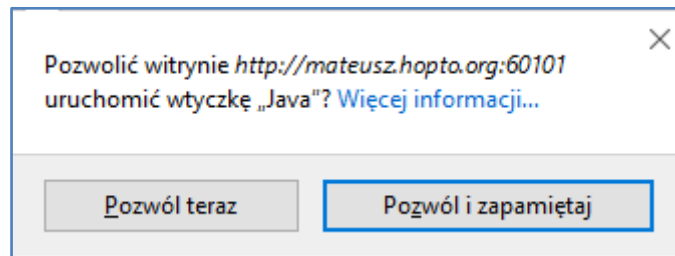 Pozwolić witrynie http://mateusz.hopto.org:60101
uruchomić wtyczkę „Java”? Więcej informacji...
Pozwól teraz
Pozwól i zapamiętaj